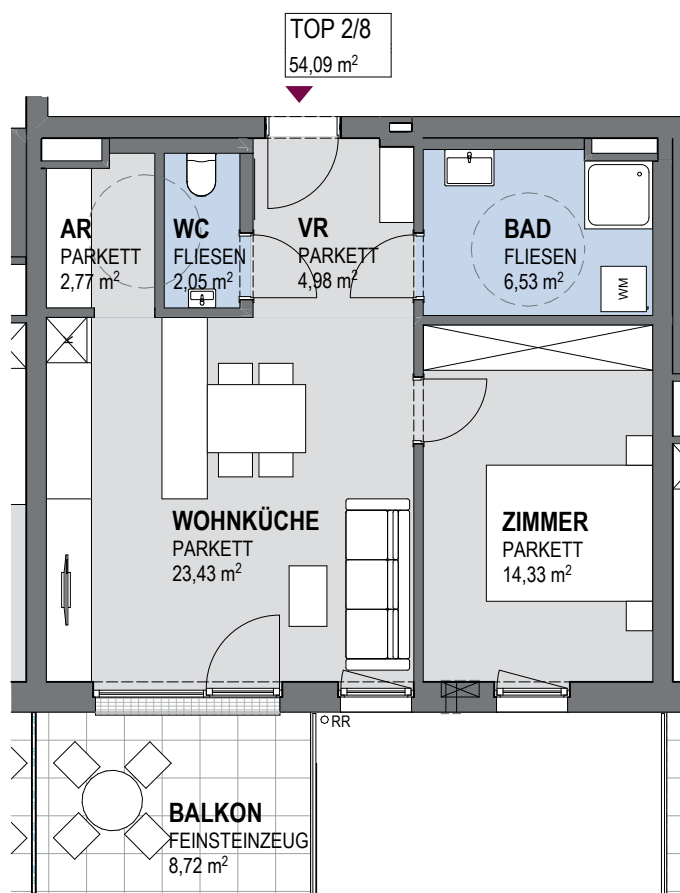 TOP 2/8
54,09 m²
AR
PARKETT
2,77 m²
WC
FLIESEN
2,05 m²
VR
PARKETT
4,98 m²
BAD
FLIESEN
6,53 m²
WM
WOHNKÜCHE
PARKETT
23,43 m²
ZIMMER
PARKETT
14,33 m²
RR
BALKON
FEINSTEINZEUG
8,72 m²